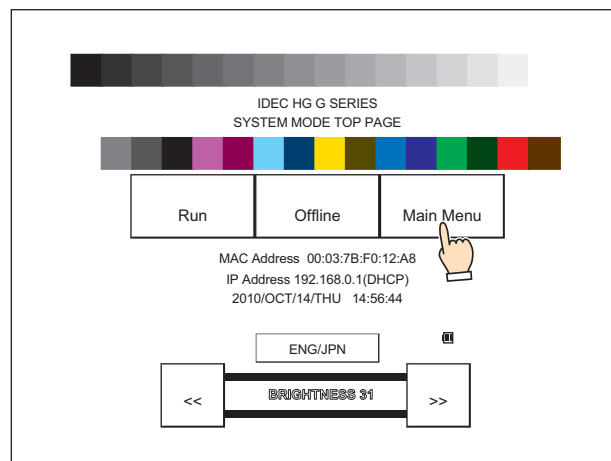 IDEC HG G SERIES
SYSTEM MODE TOP PAGE
Run Offline Main Menu
MAC Address 00:03:7B:F0:12:A8
IP Address 192.168.0.1(DHCP)
2010/OCT/14/THU 14:56:44
ENG/JPN
<< BRIGHTNESS 31 >>